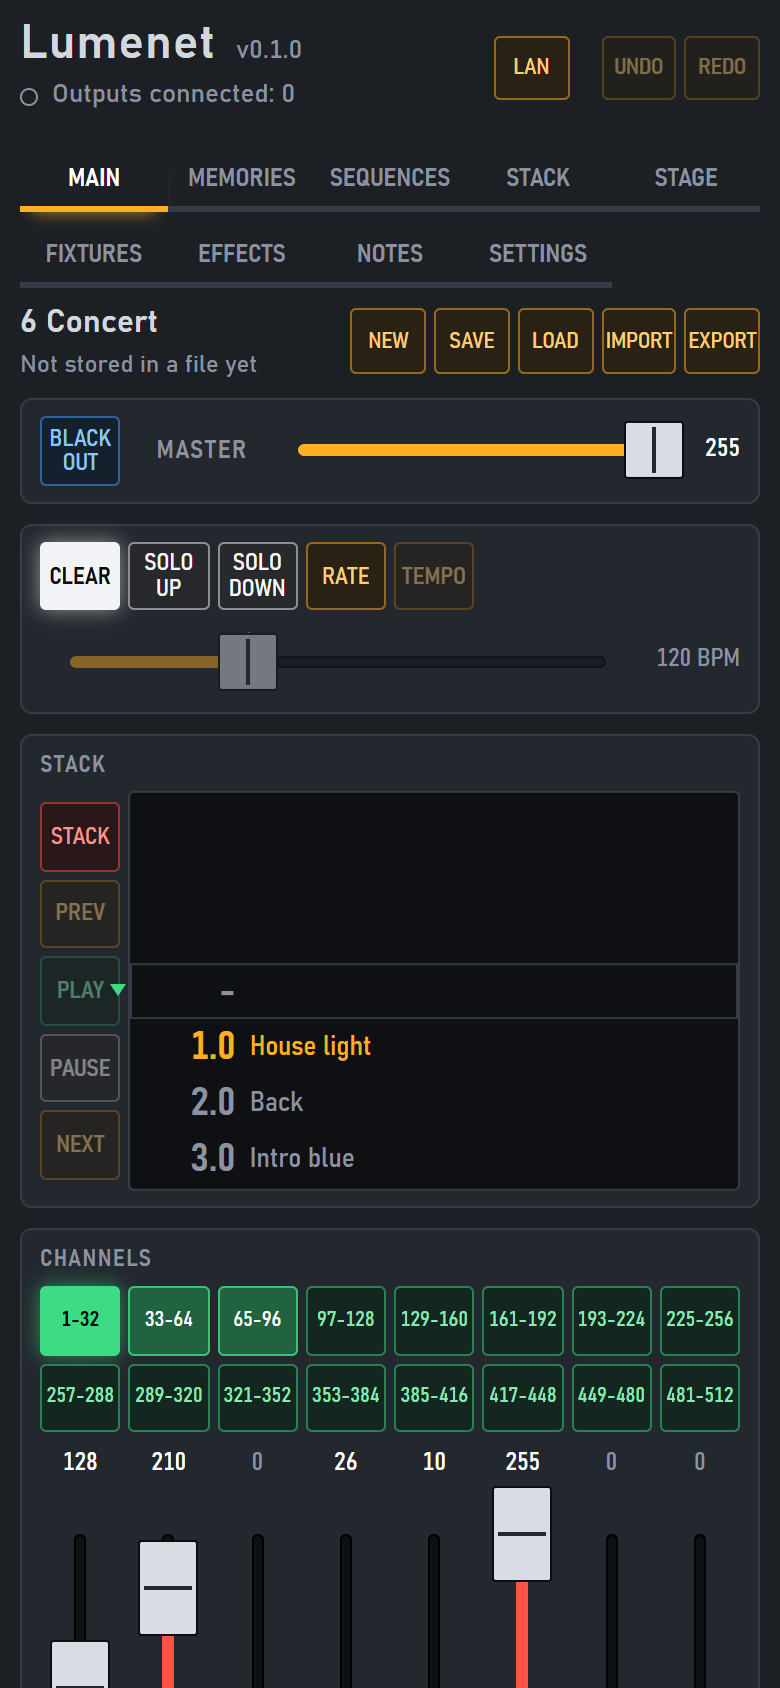 Lumenet v0.1.0
Outputs connected: 0
LAN UNDO REDO
MAIN MEMORIES SEQUENCES STACK STAGE
FIXTURES EFFECTS NOTES SETTINGS
6 Concert
Not stored in a file yet
NEW SAVE LOAD IMPORT EXPORT
BLACK OUT MASTER 255
CLEAR SOLO UP SOLO DOWN RATE TEMPO
120 BPM
STACK
STACK
PREV
PLAY -
PAUSE
NEXT
1.0 House light
2.0 Back
3.0 Intro blue
CHANNELS
1-32 33-64 65-96 97-128 129-160 161-192 193-224 225-256
257-288 289-320 321-352 353-384 385-416 417-448 449-480 481-512
128 210 0 26 10 255 0 0